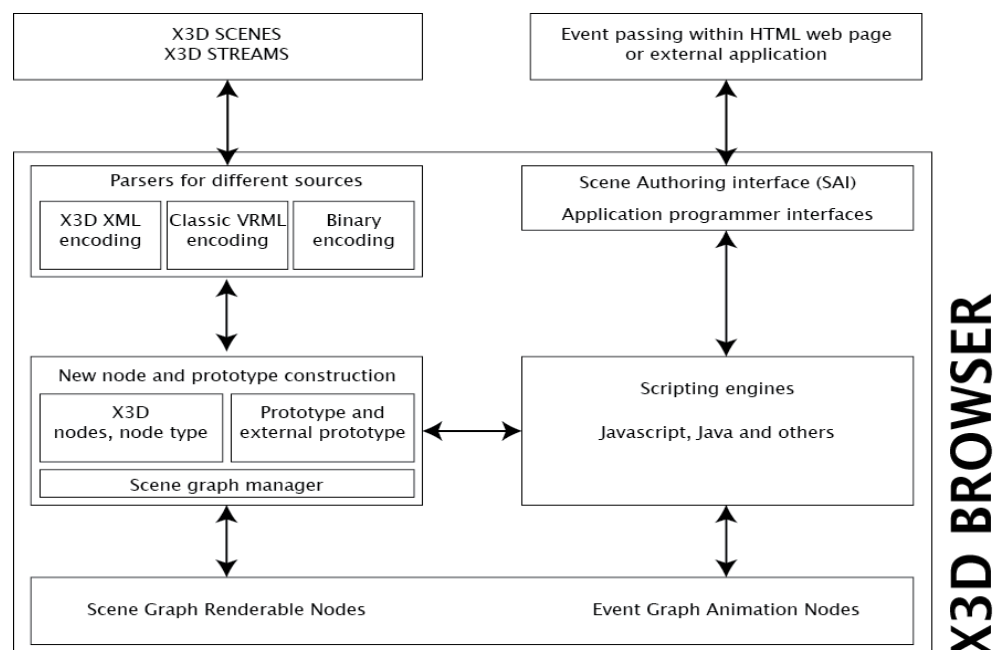 X3D SCENES
X3D STREAMS
Event passing within HTML web page
or external application
Parsers for different sources
X3D XML
encoding
Classic VRML
encoding
Binary
encoding
Scene Authoring interface (SAI)
Application programmer interfaces
New node and prototype construction
X3D
nodes, node type
Prototype and
external prototype
Scene graph manager
Scripting engines
Javascript, Java and others
Scene Graph Renderable Nodes
Event Graph Animation Nodes
X3D BROWSER